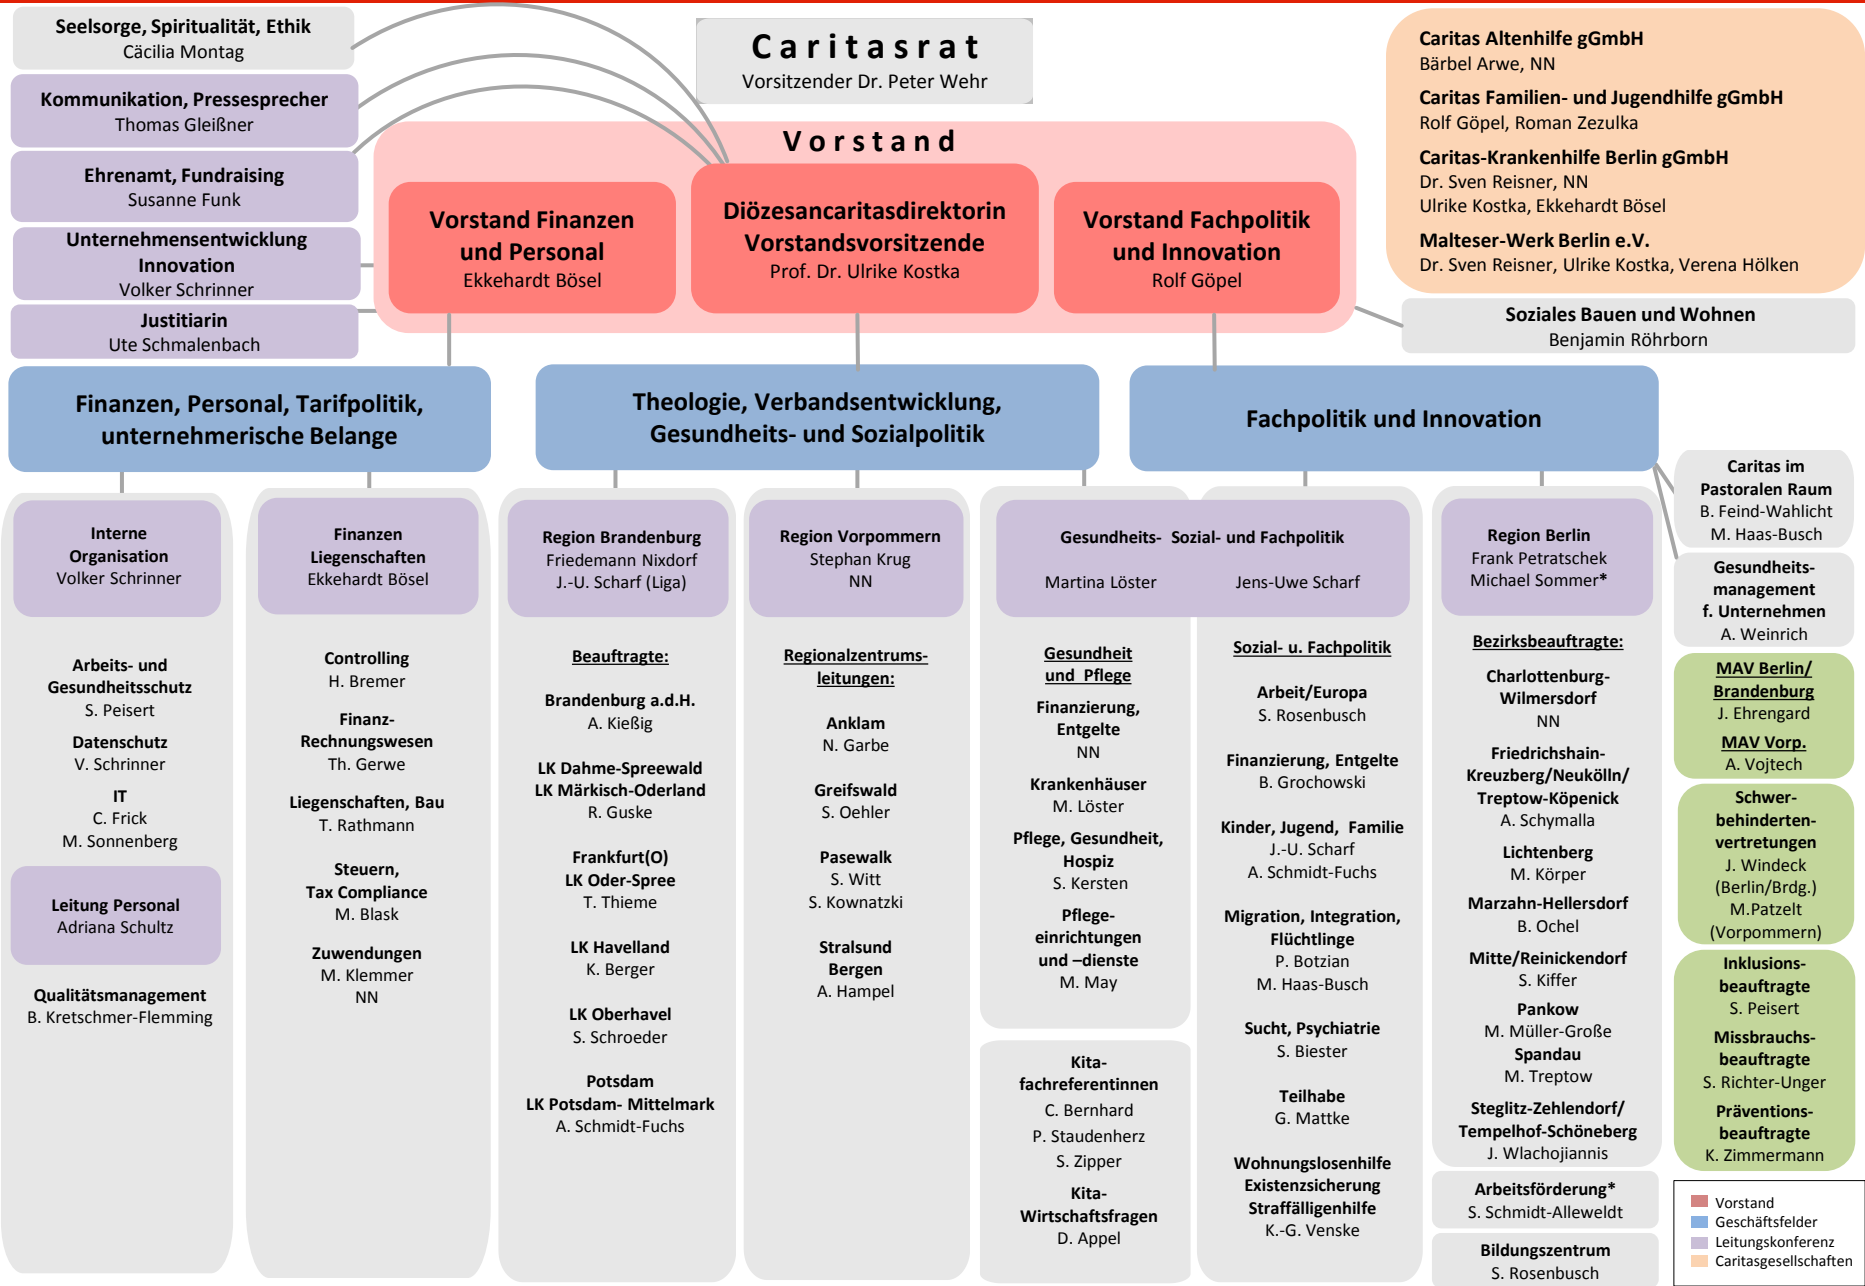 Seelsorge, Spiritualität, Ethik
Cäcilia Montag
Kommunikation, Pressesprecher
Thomas Gleißner
Ehrenamt, Fundraising
Susanne Funk
Unternehmensentwicklung
Innovation
Volker Schrinner
Justitiarin
Ute Schmalenbach
Caritasrat
Vorsitzender Dr. Peter Wehr
Vorstand
Vorstand Finanzen
und Personal
Ekkehardt Bösel
Diözesancaritasdirektorin
Vorstandsvorsitzende
Prof. Dr. Ulrike Kostka
Vorstand Fachpolitik
und Innovation
Rolf Göpel
Caritas Altenhilfe gGmbH
Bärbel Arwe, NN
Caritas Familien- und Jugendhilfe gGmbH
Rolf Göpel, Roman Zezulka
Caritas-Krankenhilfe Berlin gGmbH
Dr. Sven Reisner, NN
Ulrike Kostka, Ekkehardt Bösel
Malteser-Werk Berlin e.V.
Dr. Sven Reisner, Ulrike Kostka, Verena Hölken
Soziales Bauen und Wohnen
Benjamin Röhrborn
Finanzen, Personal, Tarifpolitik,
unternehmerische Belange
Theologie, Verbandsentwicklung,
Gesundheits- und Sozialpolitik
Fachpolitik und Innovation
Interne
Organisation
Volker Schrinner
Arbeits- und
Gesundheitsschutz
S. Peisert
Datenschutz
V. Schrinner
IT
C. Frick
M. Sonnenberg
Leitung Personal
Adriana Schultz
Qualitätsmanagement
B. Kretschmer-Flemming
Finanzen
Liegenschaften
Ekkehardt Bösel
Controlling
H. Bremer
Finanz-
Rechnungswesen
Th. Gerwe
Liegenschaften, Bau
T. Rathmann
Steuern,
Tax Compliance
M. Blask
Zuwendungen
M. Klemmer
NN
Region Brandenburg
Friedemann Nixdorf
J.-U. Scharf (Liga)
Beauftragte:
Brandenburg a.d.H.
A. Kießig
LK Dahme-Spreewald
LK Märkisch-Oderland
R. Guske
Frankfurt(O)
LK Oder-Spree
T. Thieme
LK Havelland
K. Berger
LK Oberhavel
S. Schroeder
Potsdam
LK Potsdam- Mittelmark
A. Schmidt-Fuchs
Region Vorpommern
Stephan Krug
NN
Regionalzentrums-
leitungen:
Anklam
N. Garbe
Greifswald
S. Oehler
Pasewalk
S. Witt
S. Kownatzki
Stralsund
Bergen
A. Hampel
Gesundheits- Sozial- und Fachpolitik
Martina Löster Jens-Uwe Scharf
Gesundheit
und Pflege
Finanzierung,
Entgelte
NN
Krankenhäuser
M. Löster
Pflege, Gesundheit,
Hospiz
S. Kersten
Pflege-
einrichtungen
und –dienste
M. May
Kita-
fachreferentinnen
C. Bernhard
P. Staudenherz
S. Zipper
Kita-
Wirtschaftsfragen
D. Appel
Sozial- u. Fachpolitik
Arbeit/Europa
S. Rosenbusch
Finanzierung, Entgelte
B. Grochowski
Kinder, Jugend, Familie
J.-U. Scharf
A. Schmidt-Fuchs
Migration, Integration,
Flüchtlinge
P. Botzian
M. Haas-Busch
Sucht, Psychiatrie
S. Biester
Teilhabe
G. Mattke
Wohnungslosenhilfe
Existenzsicherung
Straffälligenhilfe
K.-G. Venske
Region Berlin
Frank Petratschek
Michael Sommer*
Bezirksbeauftragte:
Charlottenburg-
Wilmersdorf
NN
Friedrichshain-
Kreuzberg/Neukölln/
Treptow-Köpenick
A. Schymalla
Lichtenberg
M. Körper
Marzahn-Hellersdorf
B. Ochel
Mitte/Reinickendorf
S. Kiffer
Pankow
M. Müller-Große
Spandau
M. Treptow
Steglitz-Zehlendorf/
Tempelhof-Schöneberg
J. Wlachojiannis
Arbeitsförderung*
S. Schmidt-Alleweldt
Bildungszentrum
S. Rosenbusch
Caritas im
Pastoralen Raum
B. Feind-Wahlicht
M. Haas-Busch
Gesundheits-
management
f. Unternehmen
A. Weinrich
MAV Berlin/
Brandenburg
J. Ehrengard
MAV Vorp.
A. Vojtech
Schwer-
behinderten-
vertretungen
J. Windeck
(Berlin/Brdg.)
M.Patzelt
(Vorpommern)
Inklusions-
beauftragte
S. Peisert
Missbrauchs-
beauftragte
S. Richter-Unger
Präventions-
beauftragte
K. Zimmermann
Vorstand
Geschäftsfelder
Leitungskonferenz
Caritasgesellschaften